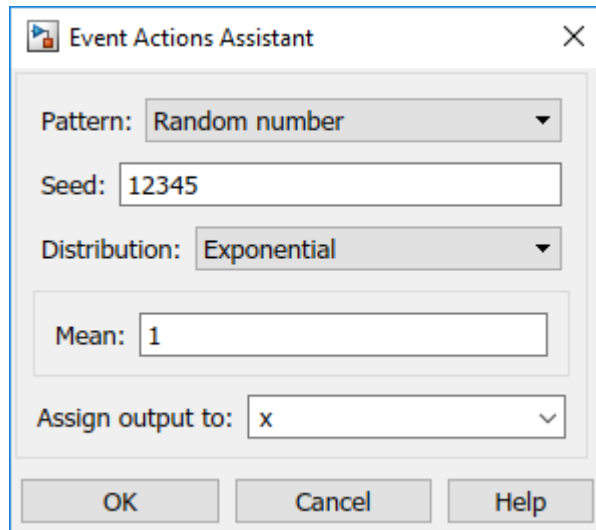 Event Actions Assistant
Pattern: Random number
Seed: 12345
Distribution: Exponential
Mean: 1
Assign output to: x
OK Cancel Help